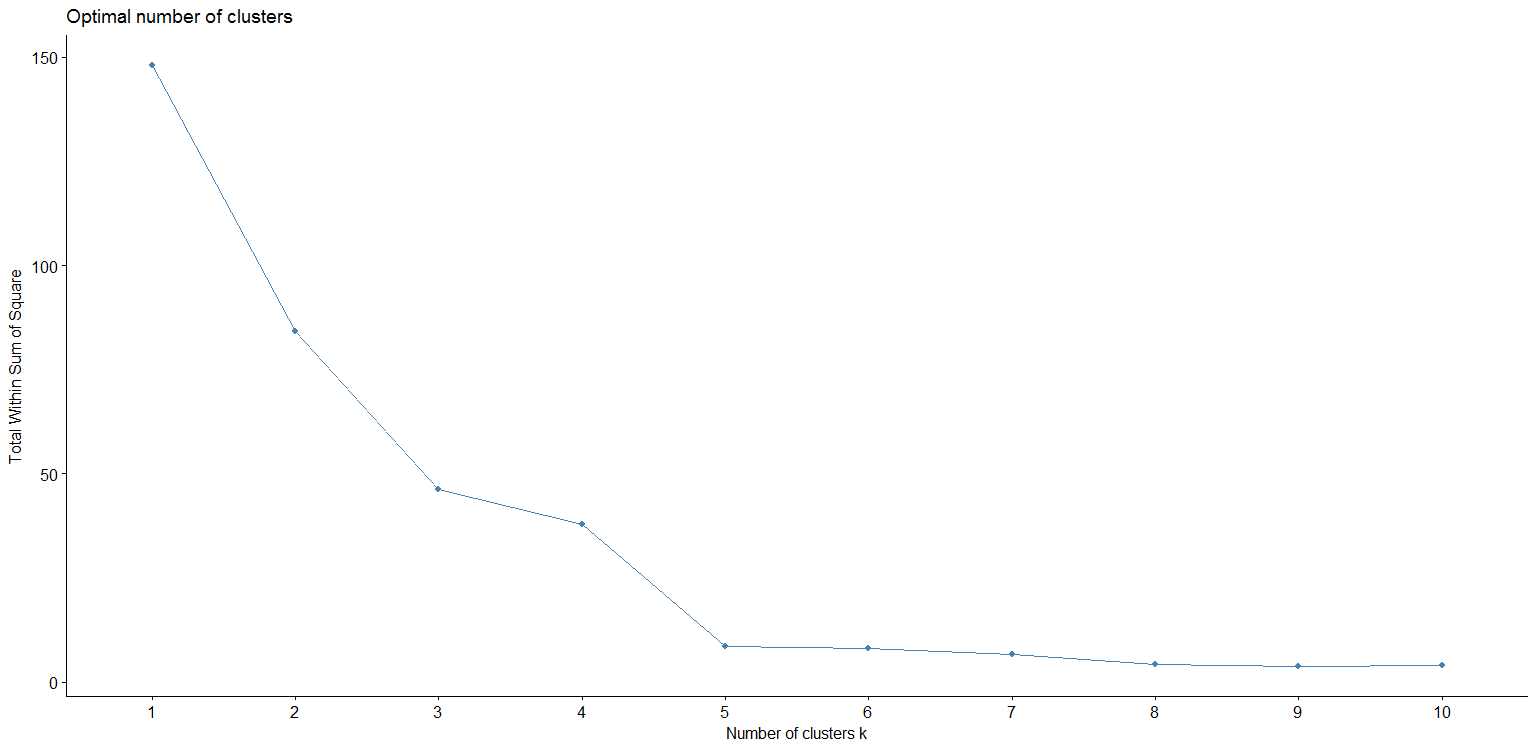 Optimal number of clusters
150
100
50
0
Total Within Sum of Square
1 2 3 4 5 6 7 8 9 10
Number of clusters k